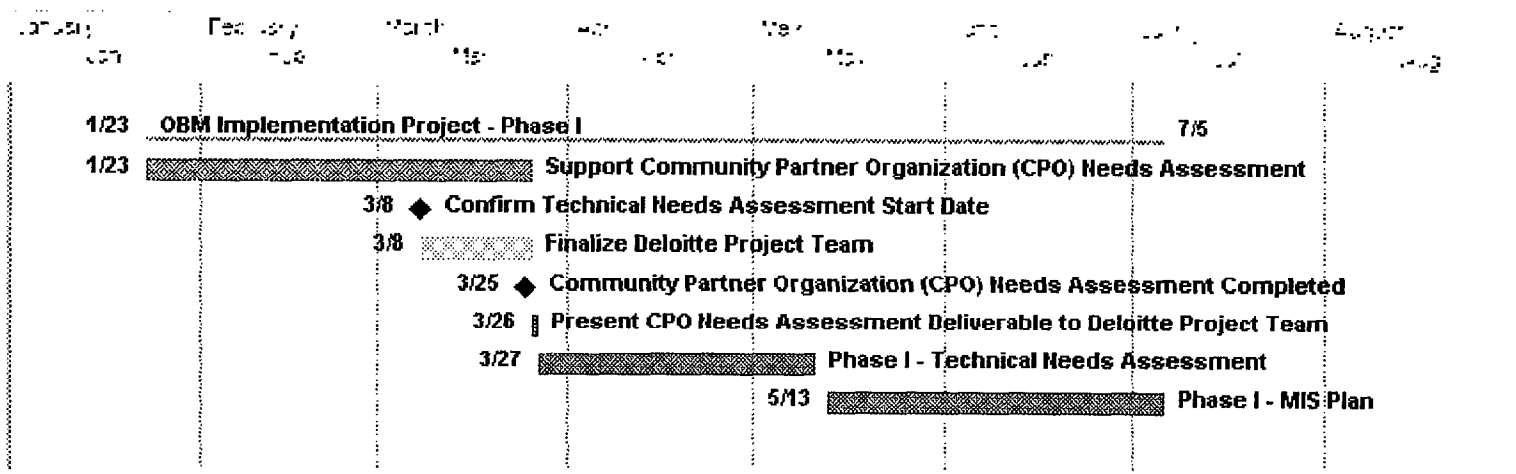 March
1/23 OBM Implementation Project - Phase I 7/5
1/23 Support Community Partner Organization (CPO) Needs Assessment
3/8 Confirm Technical Needs Assessment Start Date
3/8 Finalize Deloitte Project Team
3/25 Community Partner Organization (CPO) Needs Assessment Completed
3/26 Present CPO Needs Assessment Deliverable to Deloitte Project Team
3/27 Phase I - Technical Needs Assessment
5/13 Phase I - MIS Plan